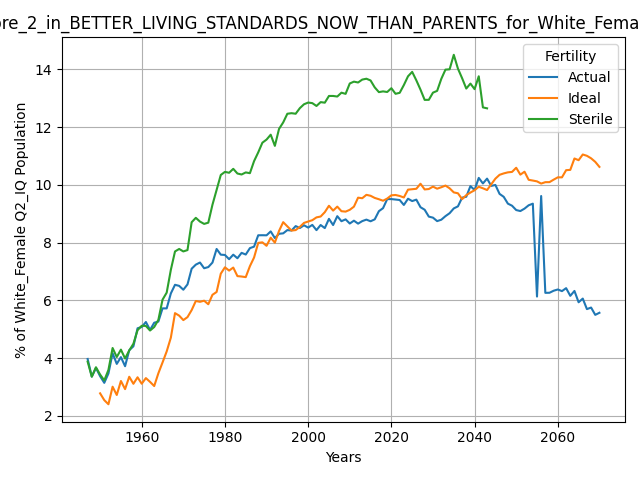 ore_2_in_BETTER_LIVING_STANDARDS_NOW_THAN_PARENTS_for_White_Fema
% of White_Female Q2_IQ Population
14
12
10
8
6
4
2
1960 1980 2000 2020 2040 2060
Years
Fertility
Actual
Ideal
Sterile